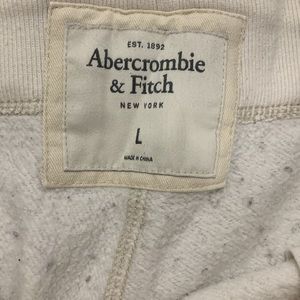 EST. 1892
Abercrombie
& Fitch
NEW YORK
L
MADE IN CHINA